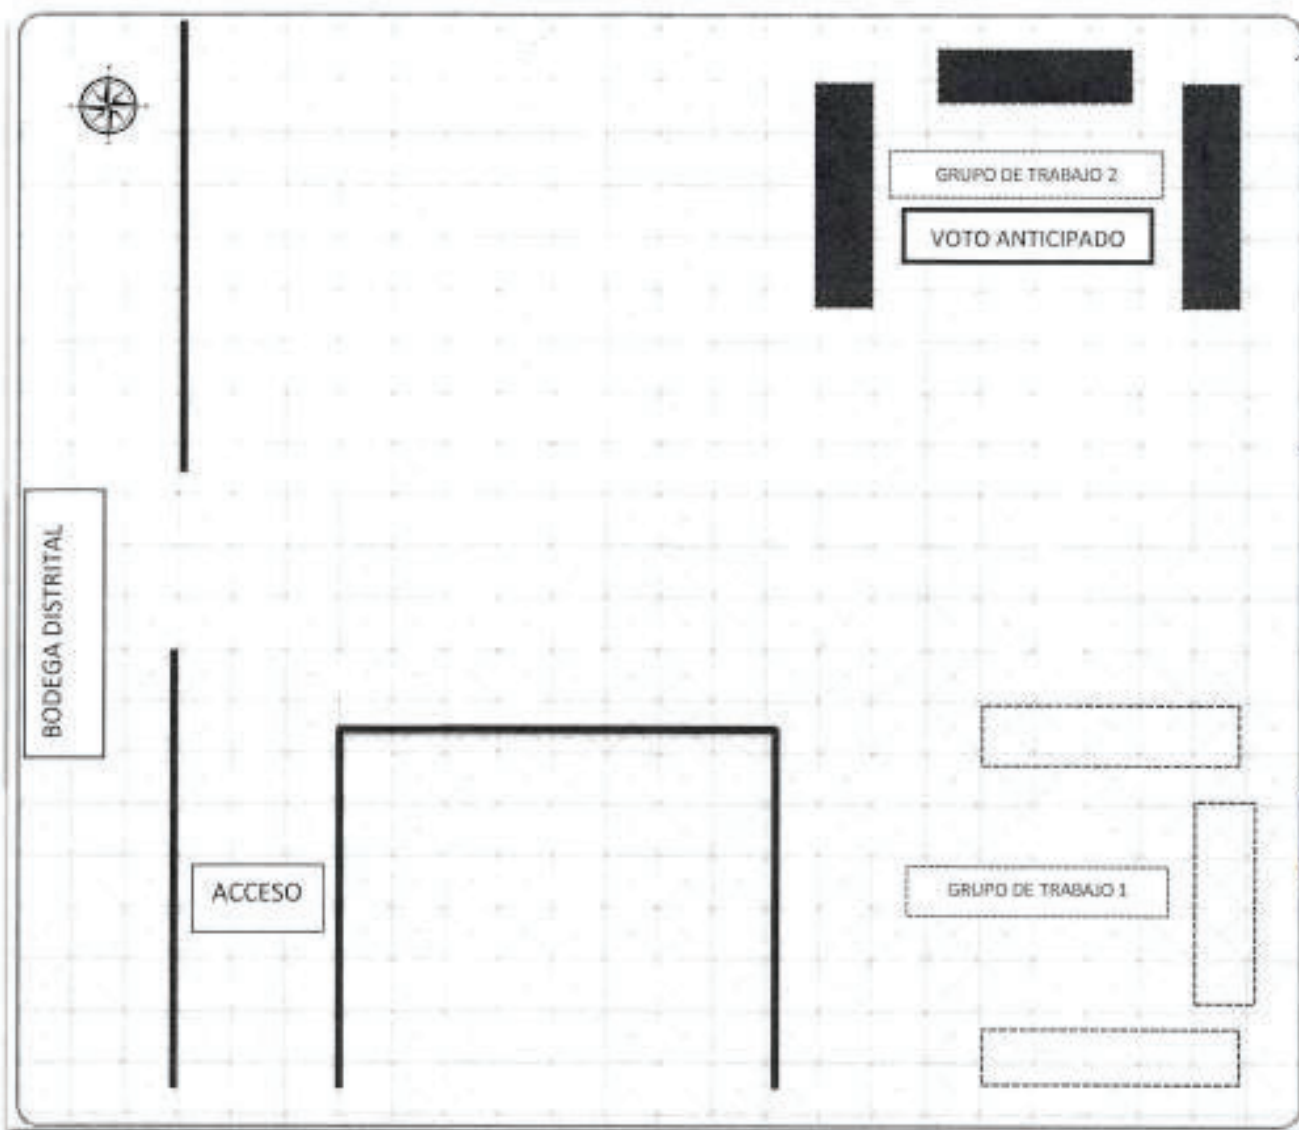 GRUPO DE TRABAJO 2
VOTO ANTICIPADO
BODEGA DISTRITAL
ACCESO
GRUPO DE TRABAJO 1